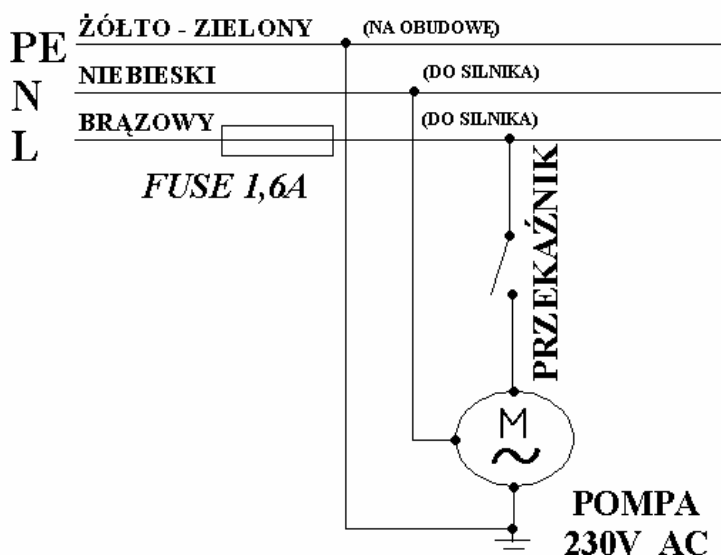 PE
ŻÓŁTO - ZIELONY
(NA OBUDOWĘ)
N
NIEBIESKI
(DO SILNIKA)
L
BRĄZOWY
(DO SILNIKA)
FUSE 1,6A
PRZEKAŹNIK
M
POMPA
230V AC